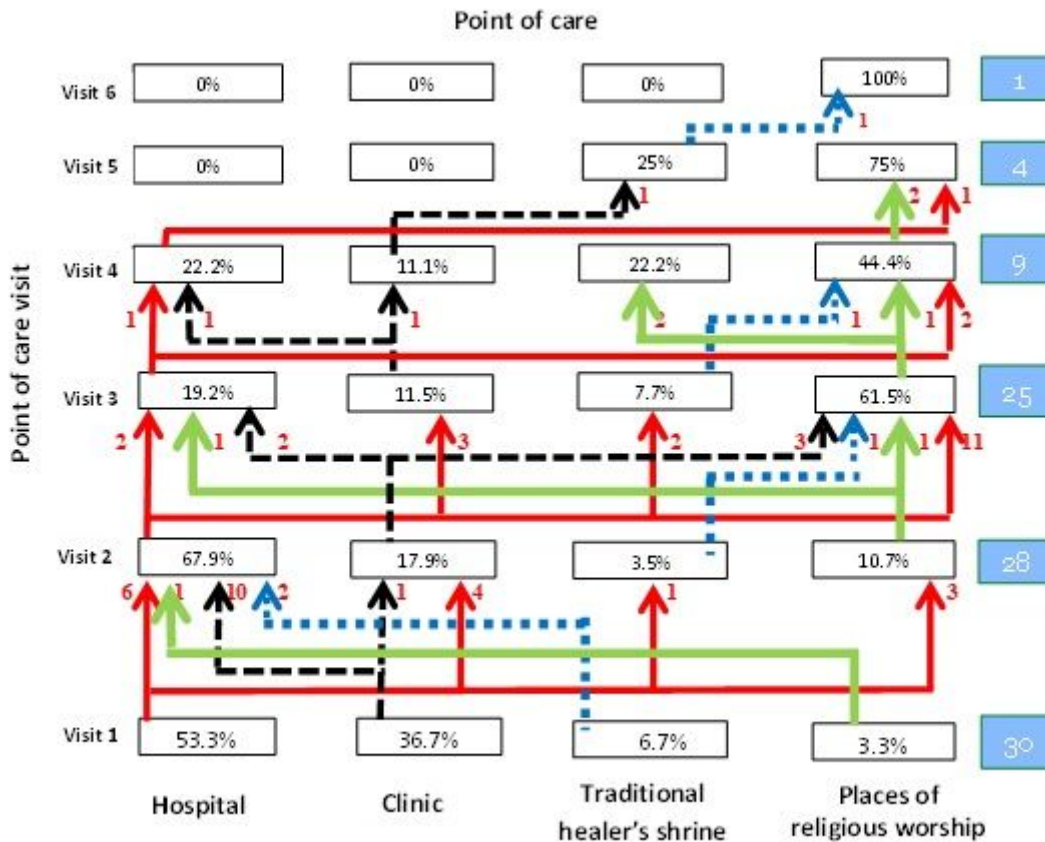 Point of care
Point of care visit
Visit 6 0% 0% 0% 100% 1
1
Visit 5 0% 0% 25% 75% 4
1 2 1
Visit 4 22.2% 11.1% 22.2% 44.4% 9
1 1 1 2 1 1 2
Visit 3 19.2% 11.5% 7.7% 61.5% 25
2 1 2 3 2 3 1 1 11
Visit 2 67.9% 17.9% 3.5% 10.7% 28
6 1 10 2 1 4 1 3
Visit 1 53.3% 36.7% 6.7% 3.3% 30
Hospital
Clinic
Traditional
healer's shrine
Places of
religious worship